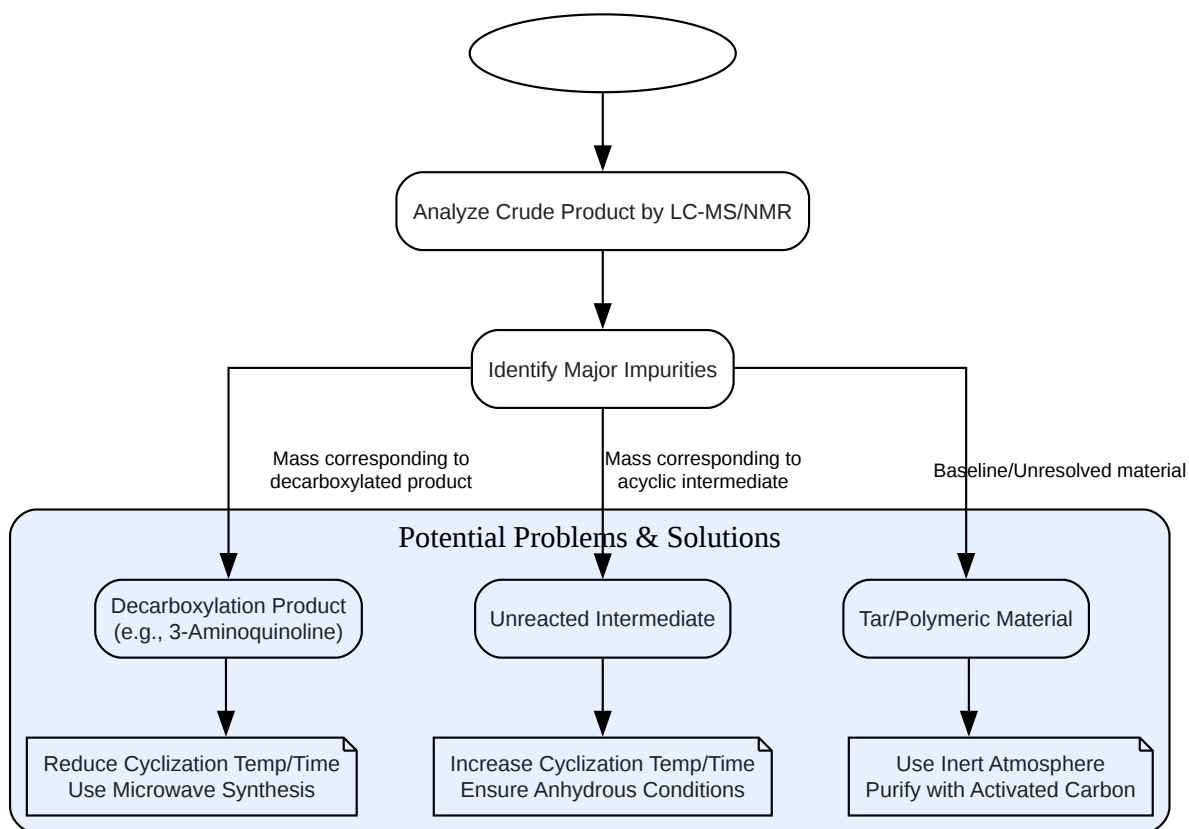 Analyze Crude Product by LC-MS/NMR
Identify Major Impurities
Mass corresponding to
decarboxylated product
Mass corresponding to
acyclic intermediate
Baseline/Unresolved material
Potential Problems & Solutions
Decarboxylation Product
(e.g., 3-Aminoquinoline)
Unreacted Intermediate
Tar/Polymeric Material
Reduce Cyclization Temp/Time
Use Microwave Synthesis
Increase Cyclization Temp/Time
Ensure Anhydrous Conditions
Use Inert Atmosphere
Purify with Activated Carbon